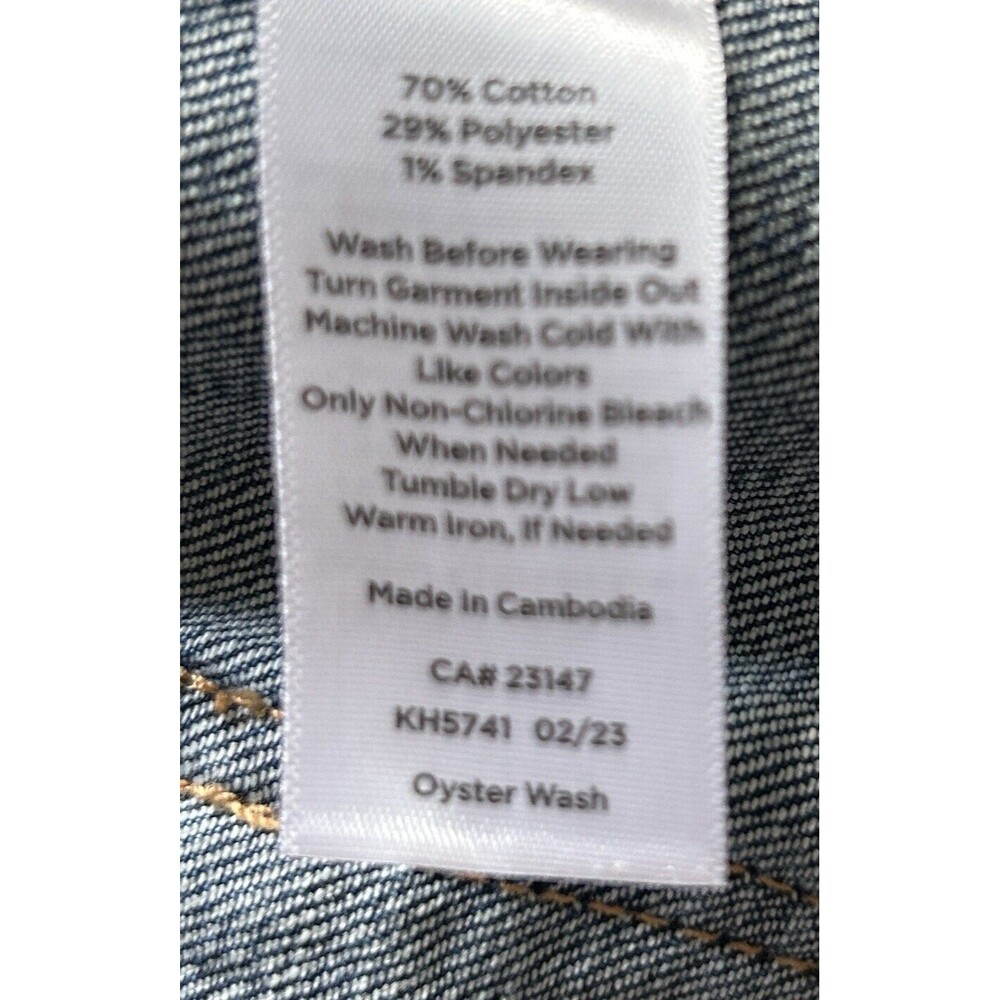 70% Cotton
29% Polyester
1% Spandex
Wash Before Wearing
Turn Garment Inside Out
Machine Wash Cold With
Like Colors
Only Non-Chlorine Bleach
When Needed
Tumble Dry Low
Warm Iron, If Needed
Made In Cambodia
CA# 23147
KH5741 02/23
Oyster Wash